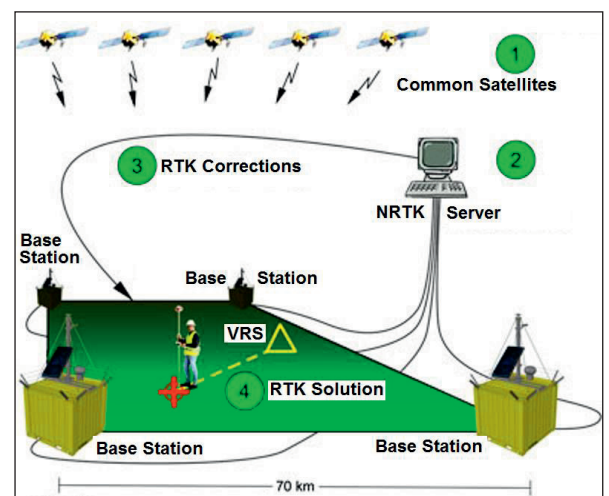 1
Common Satellites
3 RTK Corrections
2
NRTK Server
Base
Station
Base Station
VRS
4 RTK Solution
Base Station
Base Station
70 km